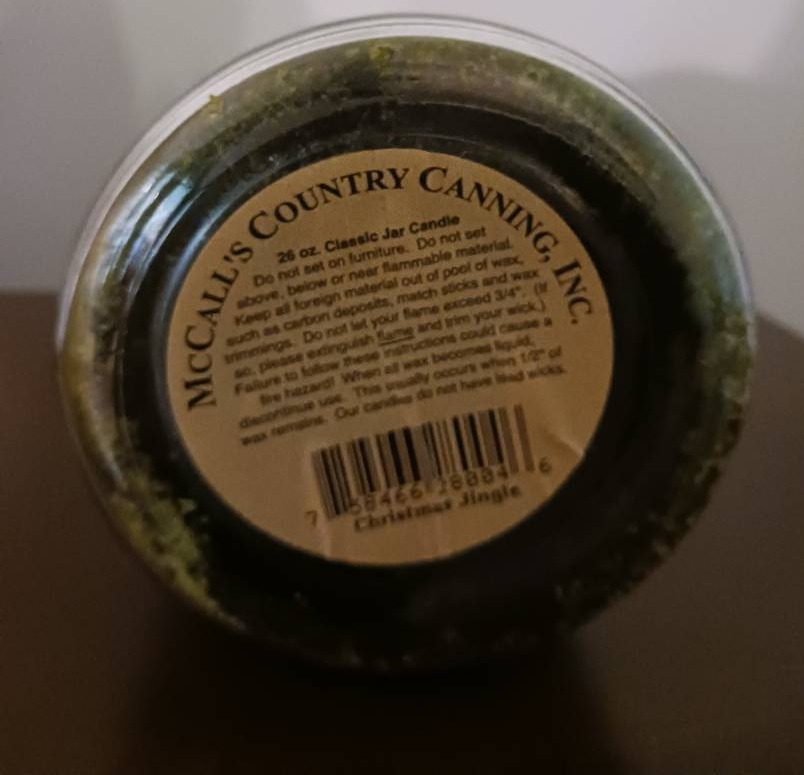 McCall's Country Canning, Inc.
26 oz. Classic Jar Candle
Do not set on furniture. Do not set
above, below or near flammable material.
Keep all foreign material out of pool of wax,
such as carbon deposits, match sticks and wax
trimmings. Do not let your flame exceed 3/4". (If
so, please extinguish flame and trim your wick.)
Failure to follow these instructions could cause a
fire hazard! When all wax becomes liquid,
discontinue use. This usually occurs when 1/2" of
wax remains. Our candles do not have lead wicks.
7 58466 28004 6
Christmas Jingle